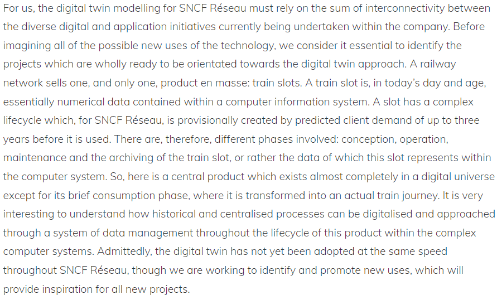 For us, the digital twin modelling for SNCF Réseau must rely on the sum of interconnectivity between
the diverse digital and application initiatives currently being undertaken within the company. Before
imagining all of the possible new uses of the technology, we consider it essential to identify the
projects which are wholly ready to be orientated towards the digital twin approach. A railway
network sells one, and only one, product en masse: train slots. A train slot is, in today's day and age,
essentially numerical data contained within a computer information system. A slot has a complex
lifecycle which, for SNCF Réseau, is provisionally created by predicted client demand of up to three
years before it is used. There are, therefore, different phases involved: conception, operation,
maintenance and the archiving of the train slot, or rather the data of which this slot represents within
the computer system. So, here is a central product which exists almost completely in a digital universe
except for its brief consumption phase, where it is transformed into an actual train journey. It is very
interesting to understand how historical and centralised processes can be digitalised and approached
through a system of data management throughout the lifecycle of this product within the complex
computer systems. Admittedly, the digital twin has not yet been adopted at the same speed
throughout SNCF Réseau, though we are working to identify and promote new uses, which will
provide inspiration for all new projects.